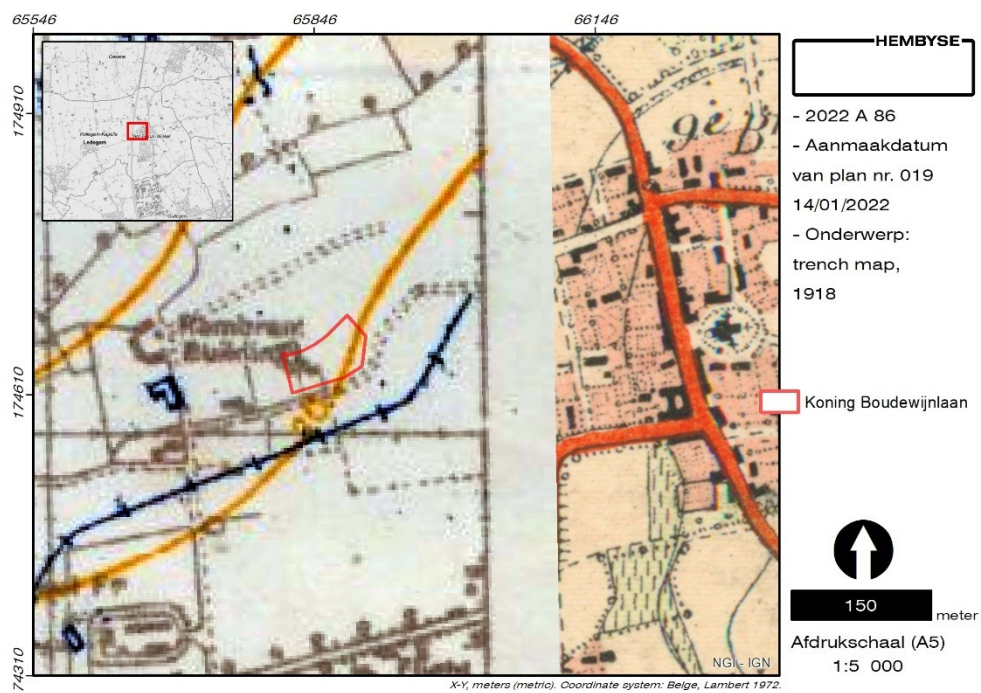 65546
65846
66146
174910
174610
74310
HEMBYSE
- 2022 A 86
- Aanmaakdatum
van plan nr. 019
14/01/2022
- Onderwerp:
trench map,
1918
Koning Boudewijnlaan
150
meter
Afdrukschaal (A5)
1:5 000
9e B
Ledegem
NGI - IGN
X-Y, meters (metric). Coordinate system: Belge, Lambert 1972.